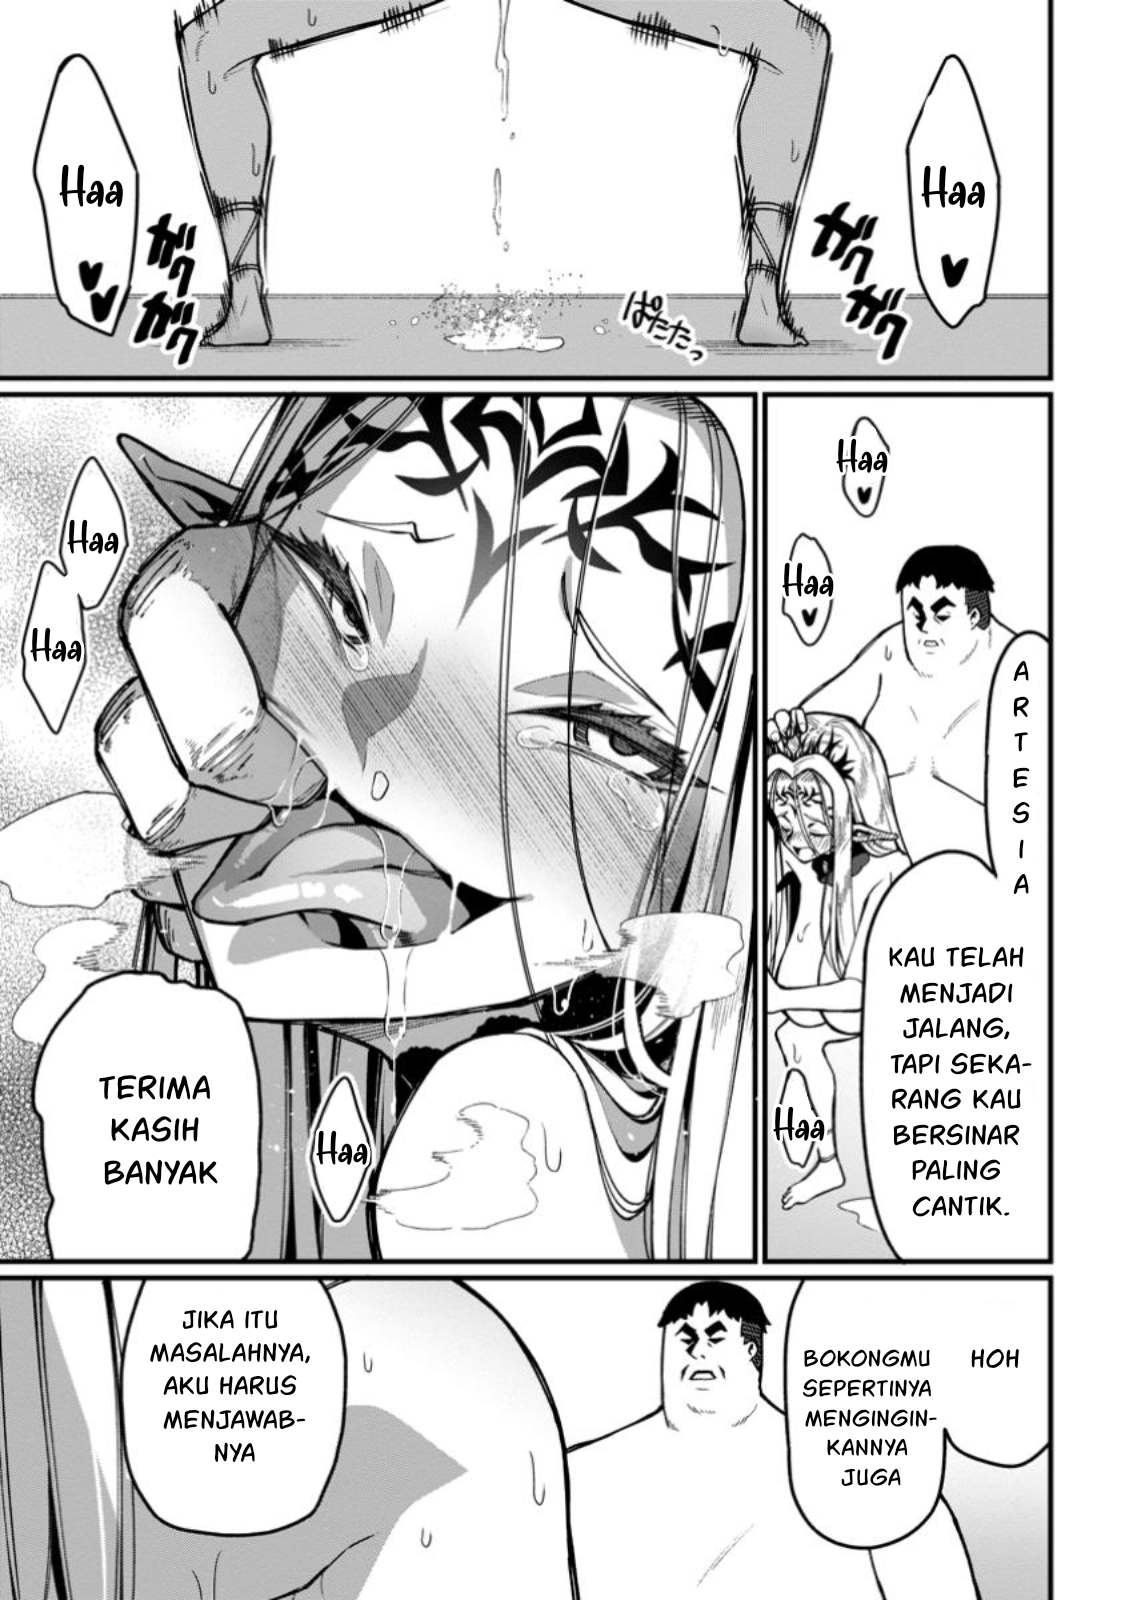 Haa
Haa
ガクガク
ガクガク
ぱたたっ
Haa
Haa
ARTESIA
KAU TELAH
MENJADI
JALANG,
TAPI SEKA-
RANG KAU
BERSINAR
PALING
CANTIK.
Haa
Haa
Haa
Haa
TERIMA
KASIH
BANYAK
HOH
BOKONGMU
SEPERTINYA
MENGINGIN-
KANNYA
JUGA
JIKA ITU
MASALAHNYA,
AKU HARUS
MENJAWAB-
NYA